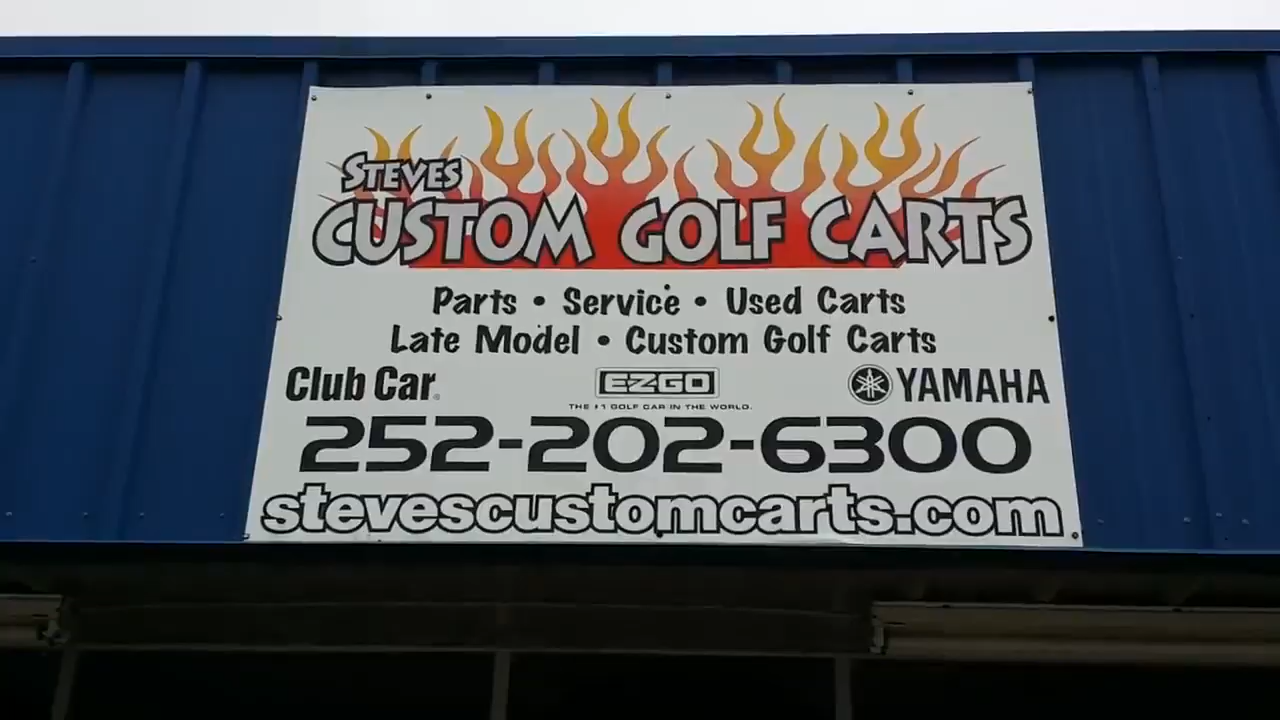 STEVES
CUSTOM GOLF CARTS
Parts • Service • Used Carts
Late Model • Custom Golf Carts
Club Car
E-Z-GO
THE #1 GOLF CAR IN THE WORLD.
YAMAHA
252-202-6300
stevescustomcarts.com